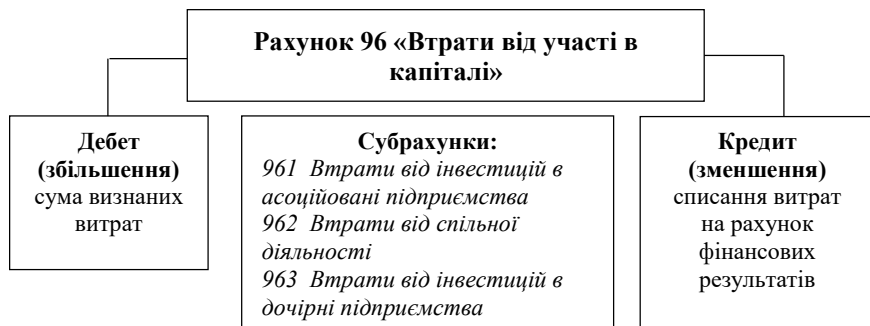 Рахунок 96 «Втрати від участі в
капіталі»
Дебет
(збільшення)
сума визнаних
витрат
Субрахунки:
961 Втрати від інвестицій в
асоційовані підприємства
962 Втрати від спільної
діяльності
963 Втрати від інвестицій в
дочірні підприємства
Кредит
(зменшення)
списання витрат
на рахунок
фінансових
результатів